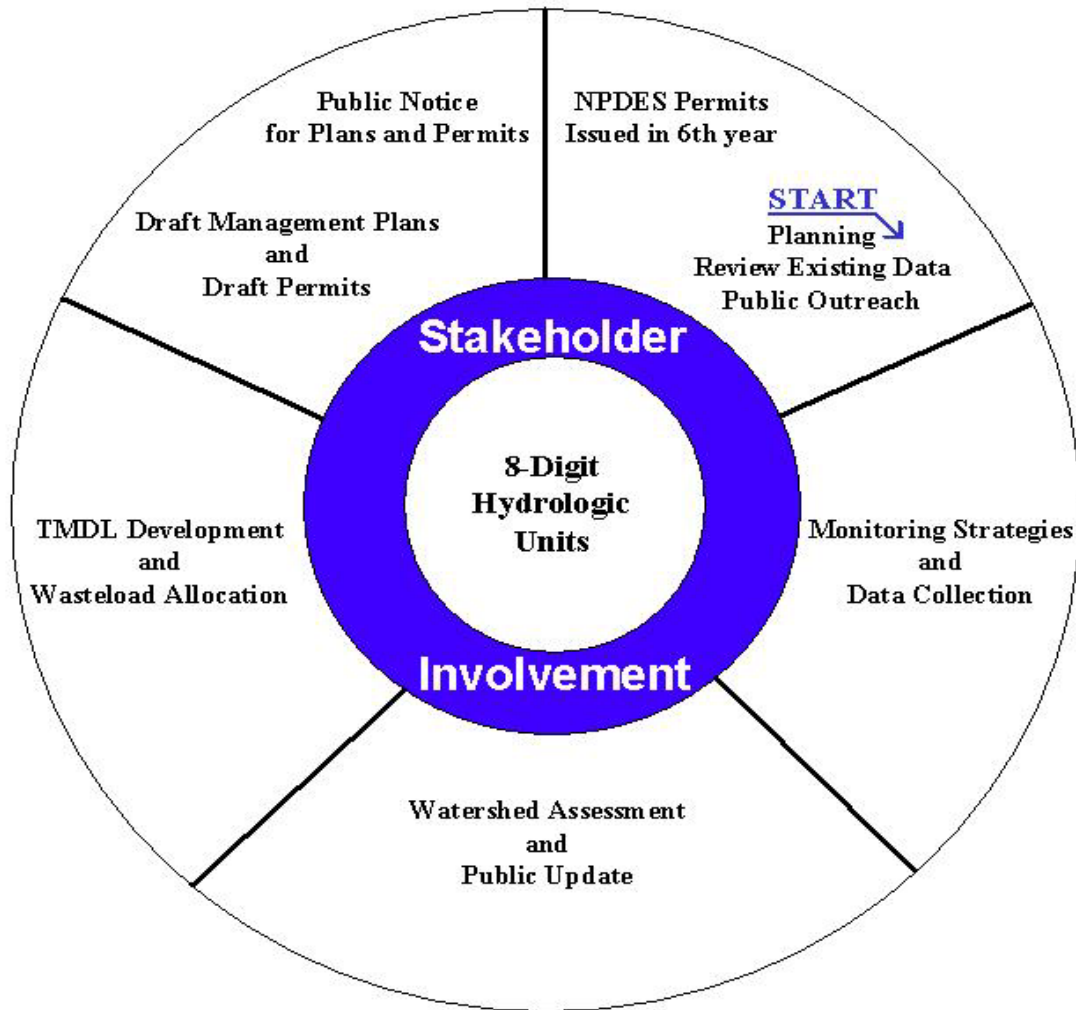 Public Notice
for Plans and Permits
NPDES Permits
Issued in 6th year
START
Planning
Review Existing Data
Public Outreach
Draft Management Plans
and
Draft Permits
Stakeholder
8-Digit
Hydrologic
Units
Involvement
TMDL Development
and
Wasteload Allocation
Monitoring Strategies
and
Data Collection
Watershed Assessment
and
Public Update